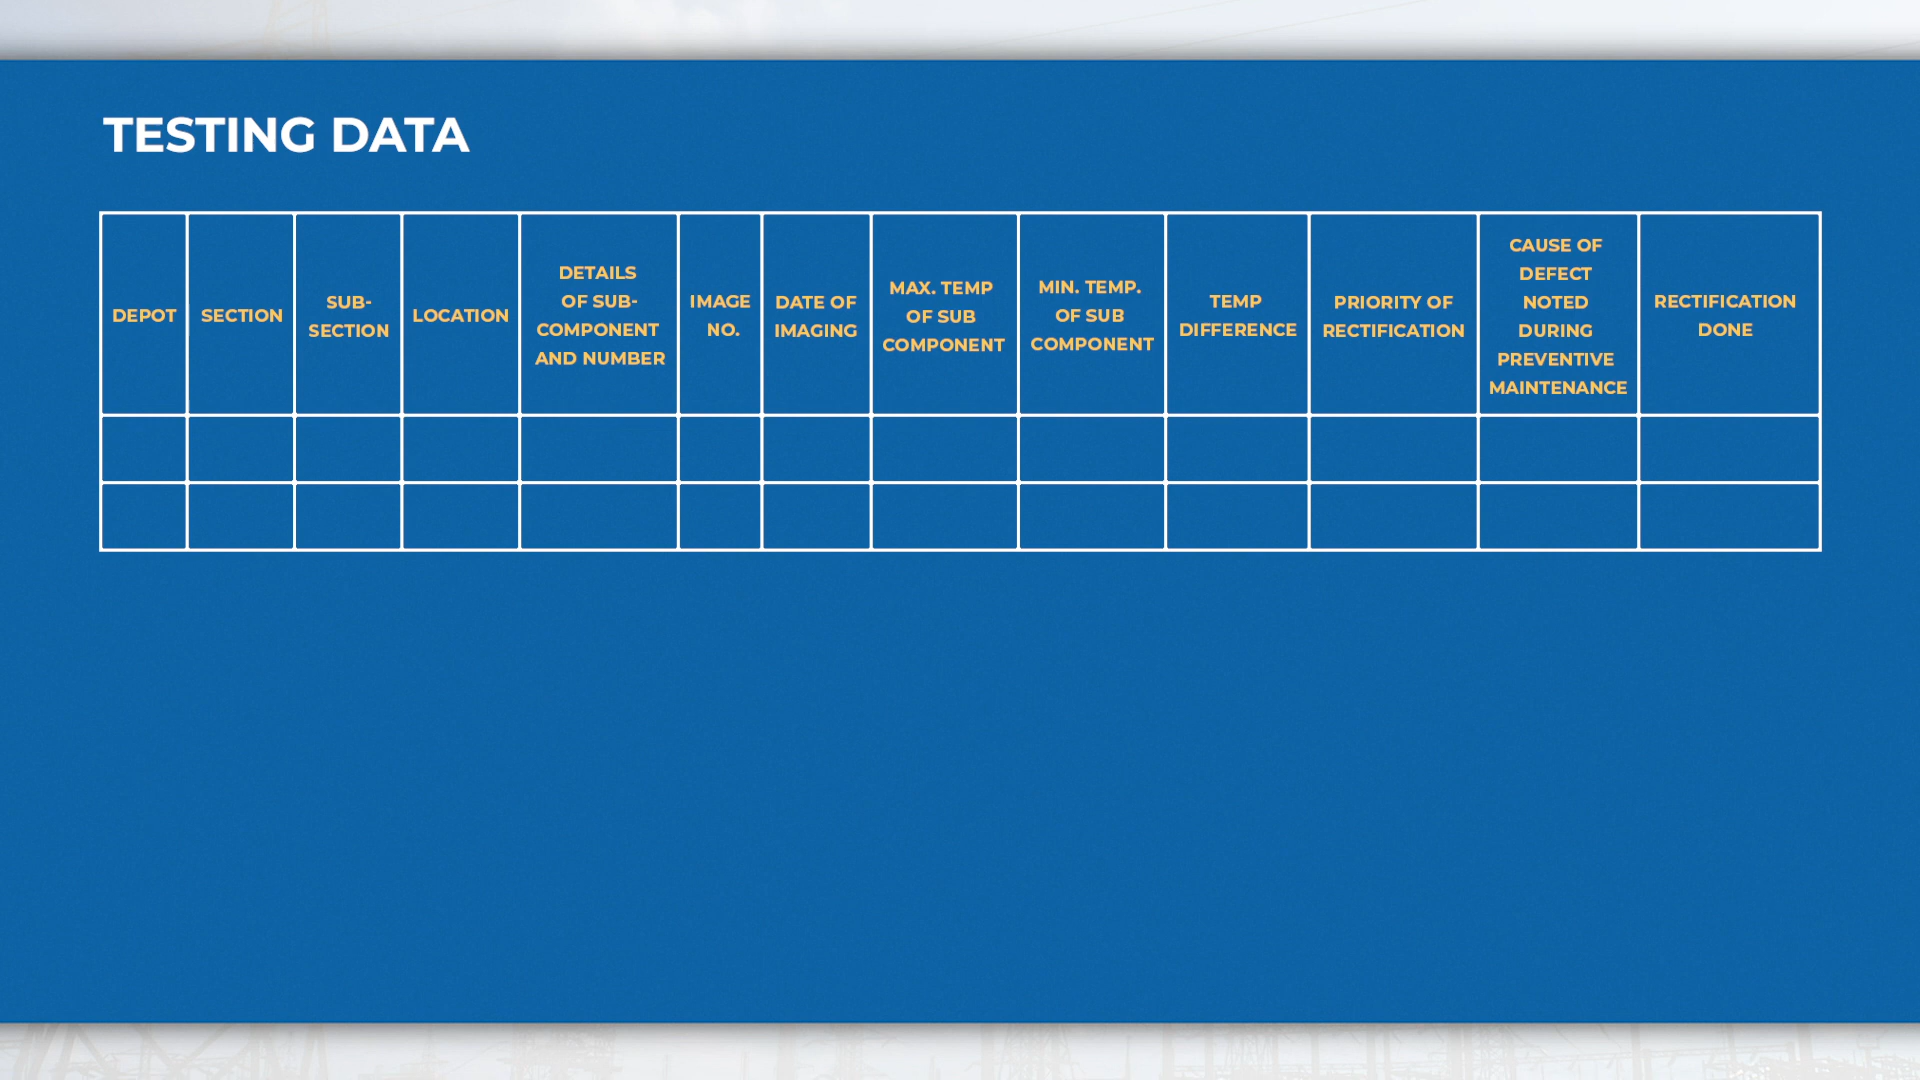 TESTING DATA
DEPOT
SECTION
SUB-
SECTION
LOCATION
DETAILS
OF SUB-
COMPONENT
AND NUMBER
IMAGE
NO.
DATE OF
IMAGING
MAX. TEMP
OF SUB
COMPONENT
MIN. TEMP.
OF SUB
COMPONENT
TEMP
DIFFERENCE
PRIORITY OF
RECTIFICATION
CAUSE OF
DEFECT
NOTED
DURING
PREVENTIVE
MAINTENANCE
RECTIFICATION
DONE